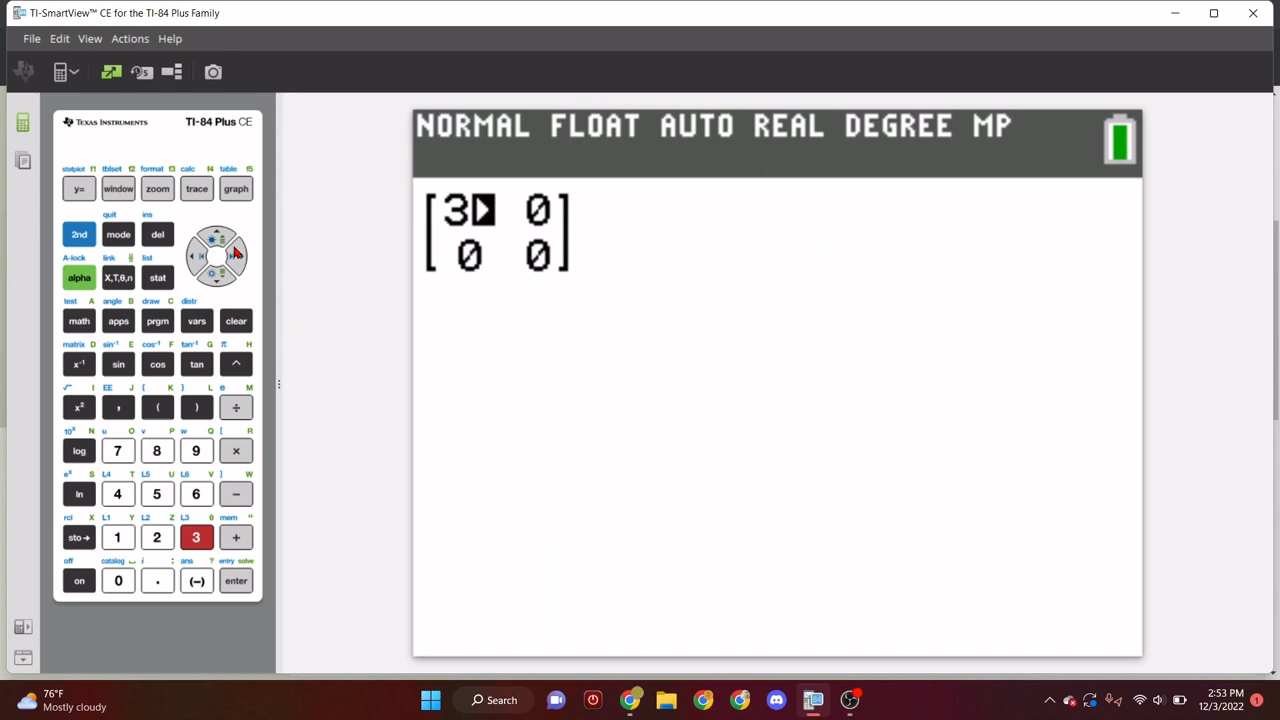 TI-SmartView™ CE for the TI-84 Plus Family
File Edit View Actions Help
TEXAS INSTRUMENTS TI-84 Plus CE
statplot f1 tblset f2 format f3 calc f4 table f5
y= window zoom trace graph
quit ins
2nd mode del
A-lock link list
alpha X,T,θ,n stat
test A angle B draw C distr
math apps prgm vars clear
matrix D sin⁻¹ E cos⁻¹ F tan⁻¹ G π H
x⁻¹ sin cos tan ^
√ I EE J { K } L e M
x² , ( ) ÷
10ˣ N u O v P w Q [ R
log 7 8 9 ×
eˣ S L4 T L5 U L6 V ] W
ln 4 5 6 −
rcl X L1 Y L2 Z L3 θ mem "
sto→ 1 2 3 +
off catalog ⎵ i : ans ? entry solve
on 0 . (−) enter
NORMAL FLOAT AUTO REAL DEGREE MP
[3 0]
[0 0]
76°F
Mostly cloudy
Search
2:53 PM
12/3/2022
1